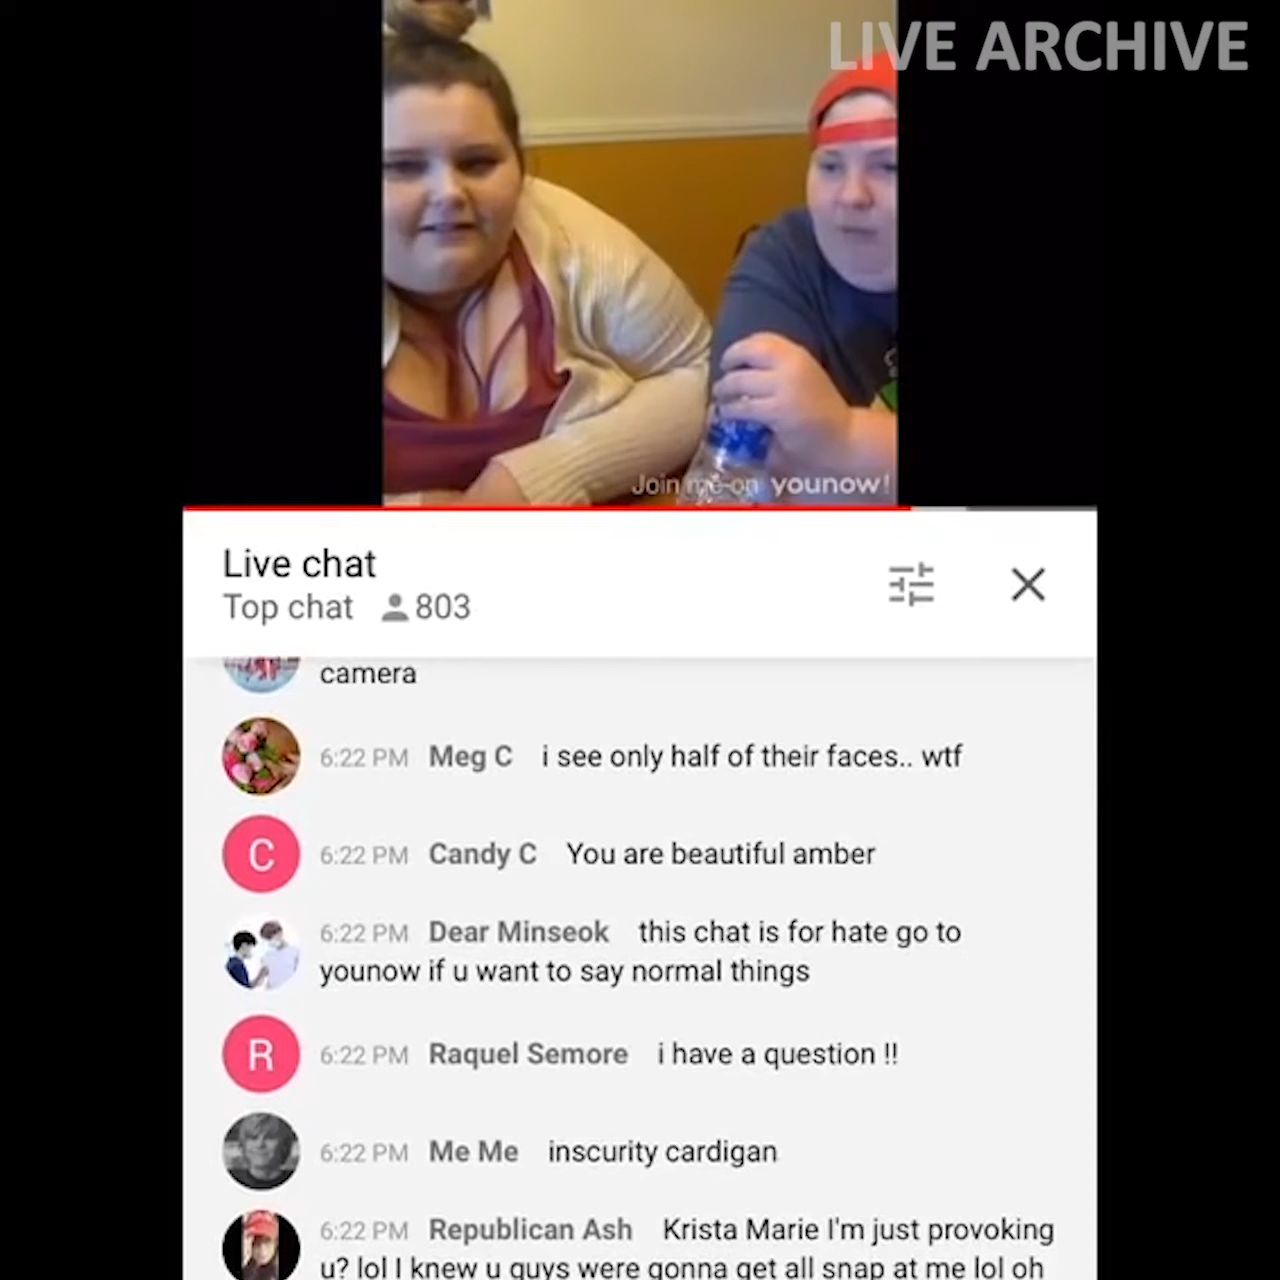 LIVE ARCHIVE
Join me on younow!
Live chat
Top chat 803
camera
6:22 PM Meg C i see only half of their faces.. wtf
C
6:22 PM Candy C You are beautiful amber
6:22 PM Dear Minseok this chat is for hate go to
younow if u want to say normal things
R
6:22 PM Raquel Semore i have a question !!
6:22 PM Me Me inscurity cardigan
6:22 PM Republican Ash Krista Marie I'm just provoking
u? lol I knew u guys were gonna get all snap at me lol oh